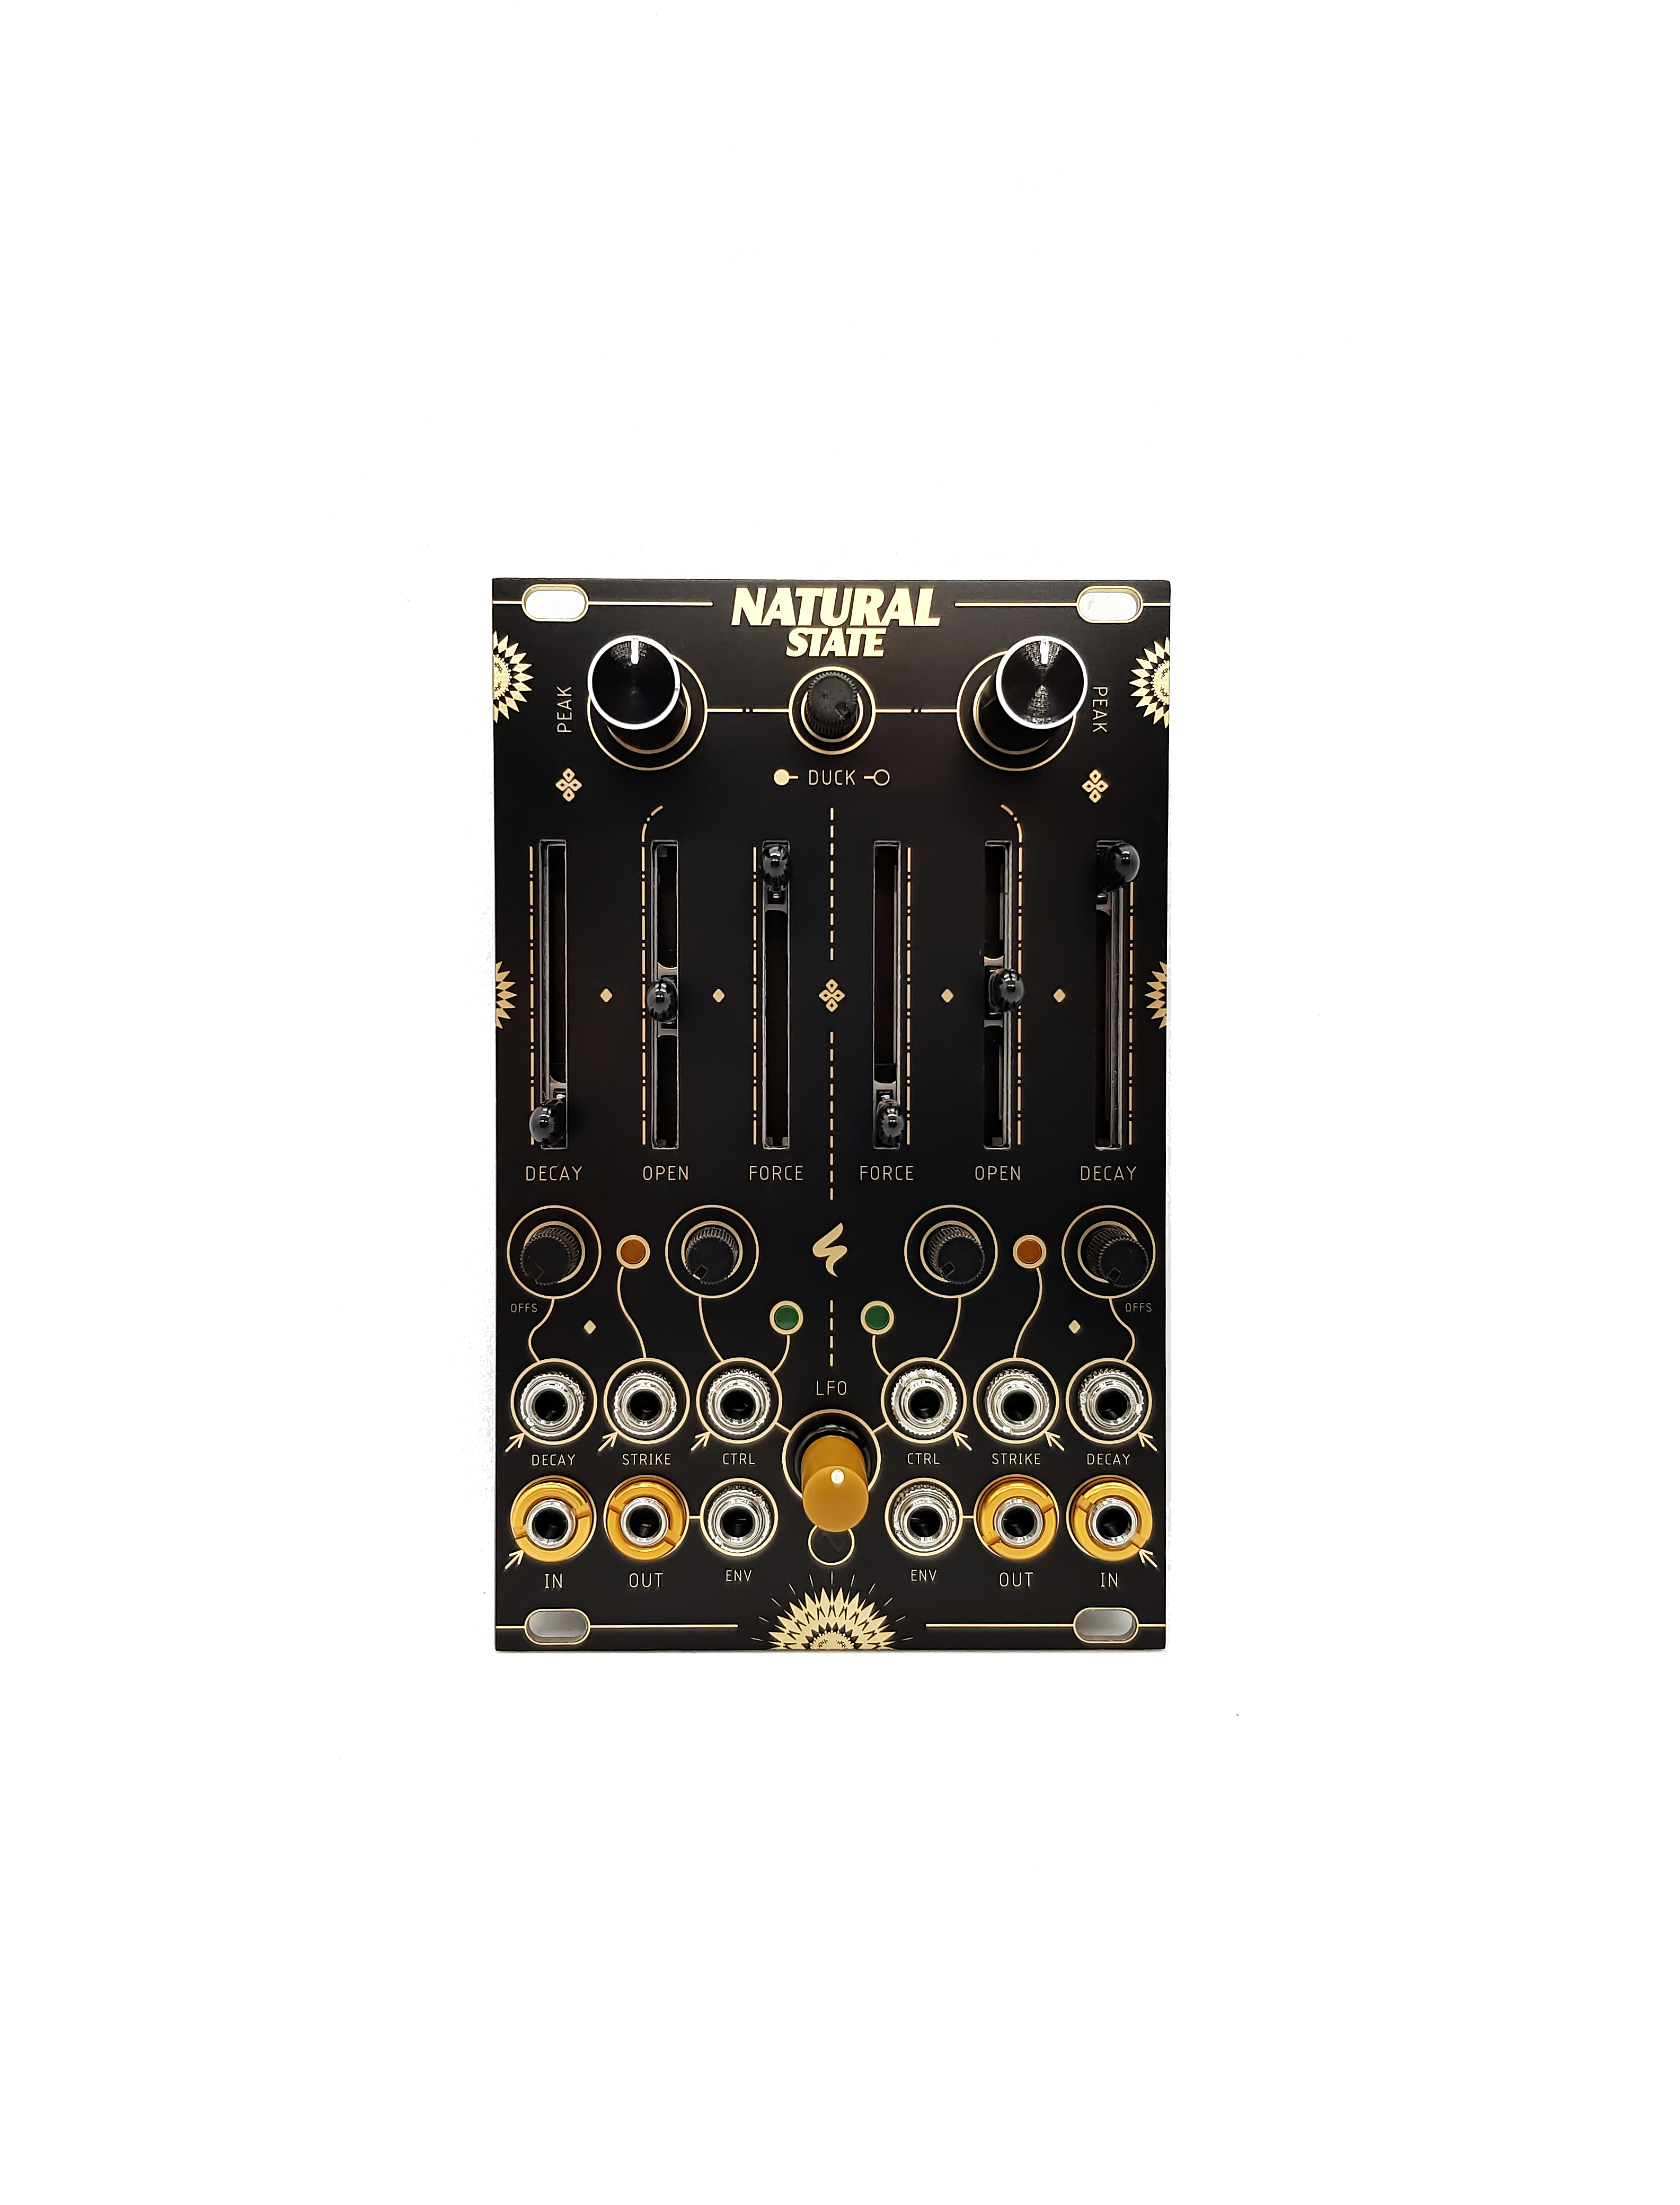 NATURAL
STATE
PEAK
PEAK
DUCK
DECAY OPEN FORCE FORCE OPEN DECAY
OFFS OFFS
LFO
DECAY STRIKE CTRL CTRL STRIKE DECAY
IN OUT ENV ENV OUT IN